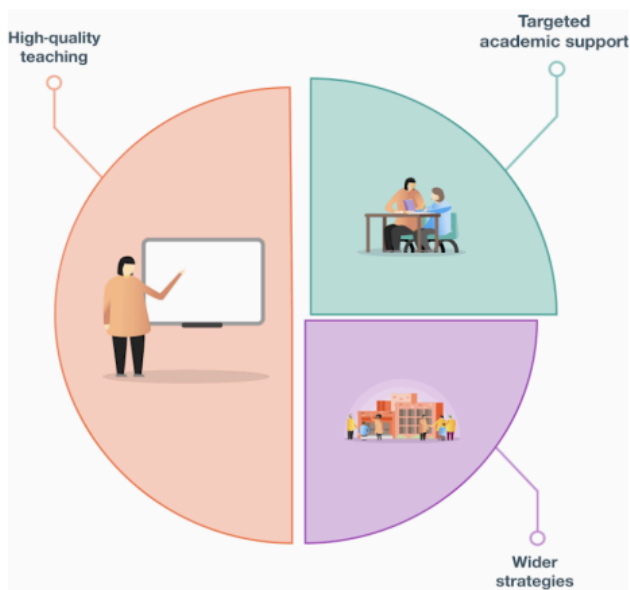 High-quality
teaching
Targeted
academic support
Wider
strategies